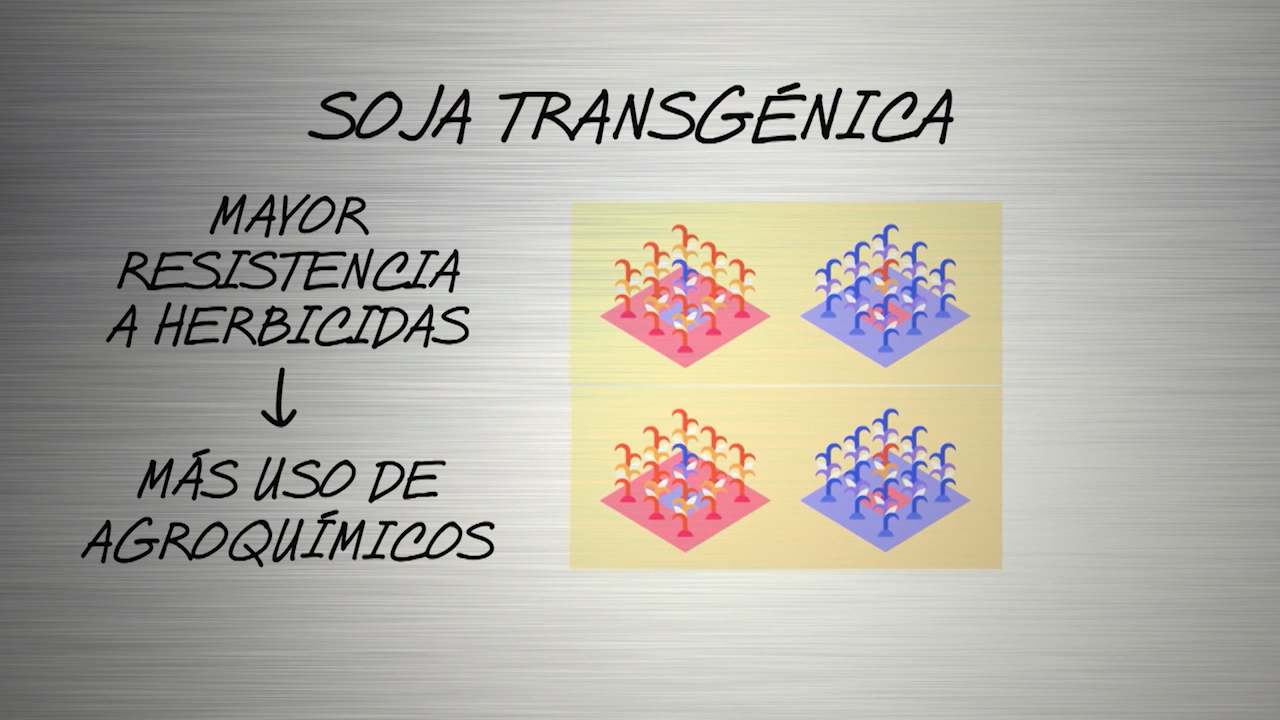 SOJA TRANSGÉNICA
MAYOR
RESISTENCIA
A HERBICIDAS
MÁS USO DE
AGROQUÍMICOS